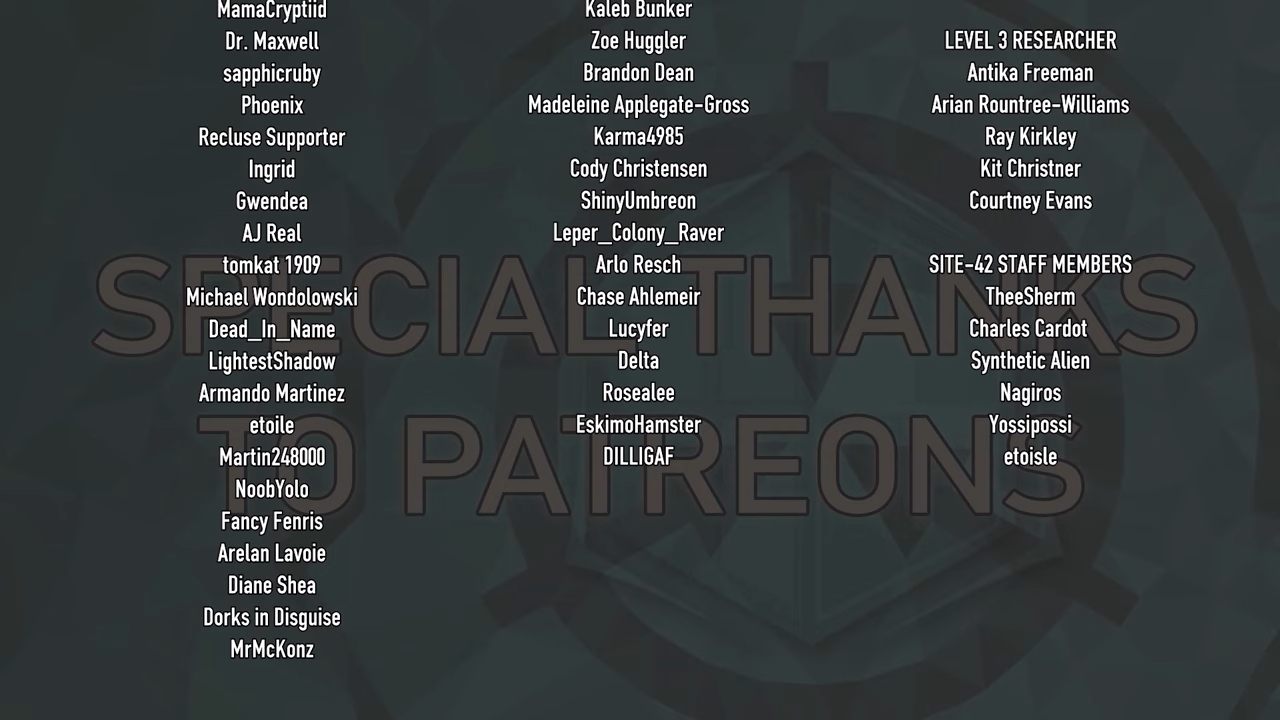 MamaCryptiid
Dr. Maxwell
sapphicruby
Phoenix
Recluse Supporter
Ingrid
Gwendea
AJ Real
tomkat 1909
Michael Wondolowski
Dead_In_Name
LightestShadow
Armando Martinez
etoile
Martin248000
NoobYolo
Fancy Fenris
Arelan Lavoie
Diane Shea
Dorks in Disguise
MrMcKonz
Kaleb Bunker
Zoe Huggler
Brandon Dean
Madeleine Applegate-Gross
Karma4985
Cody Christensen
ShinyUmbreon
Leper_Colony_Raver
Arlo Resch
Chase Ahlemeir
Lucyfer
Delta
Rosealee
EskimoHamster
DILLIGAF
LEVEL 3 RESEARCHER
Antika Freeman
Arian Rountree-Williams
Ray Kirkley
Kit Christner
Courtney Evans
SITE-42 STAFF MEMBERS
TheeSherm
Charles Cardot
Synthetic Alien
Nagiros
Yossipossi
etoisle
SPECIAL THANKS
TO PATREONS